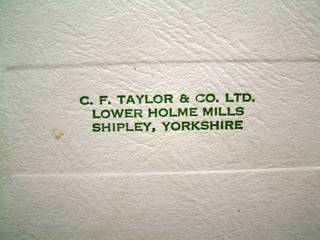 C. F. TAYLOR & CO. LTD.
LOWER HOLME MILLS
SHIPLEY, YORKSHIRE